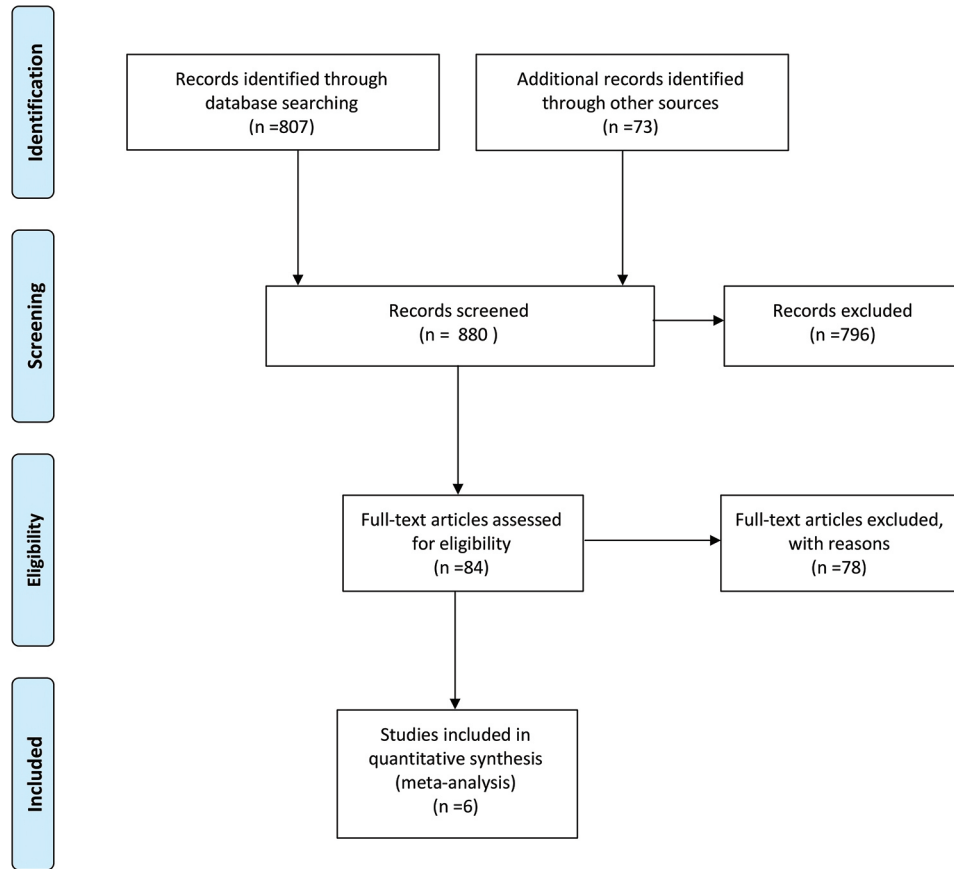 Identification
Records identified through
database searching
(n =807)
Additional records identified
through other sources
(n =73)
Screening
Records screened
(n = 880 )
Records excluded
(n =796)
Eligibility
Full-text articles assessed
for eligibility
(n =84)
Full-text articles excluded,
with reasons
(n =78)
Included
Studies included in
quantitative synthesis
(meta-analysis)
(n =6)